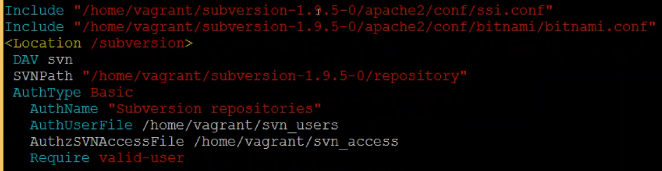 Include "/home/vagrant/subversion-1.9.5-0/apache2/conf/ssi.conf"
Include "/home/vagrant/subversion-1.9.5-0/apache2/conf/bitnami/bitnami.conf"
<Location /subversion>
DAV svn
SVNPath "/home/vagrant/subversion-1.9.5-0/repository"
AuthType Basic
AuthName "Subversion repositories"
AuthUserFile /home/vagrant/svn_users
AuthzSVNAccessFile /home/vagrant/svn_access
Require valid-user